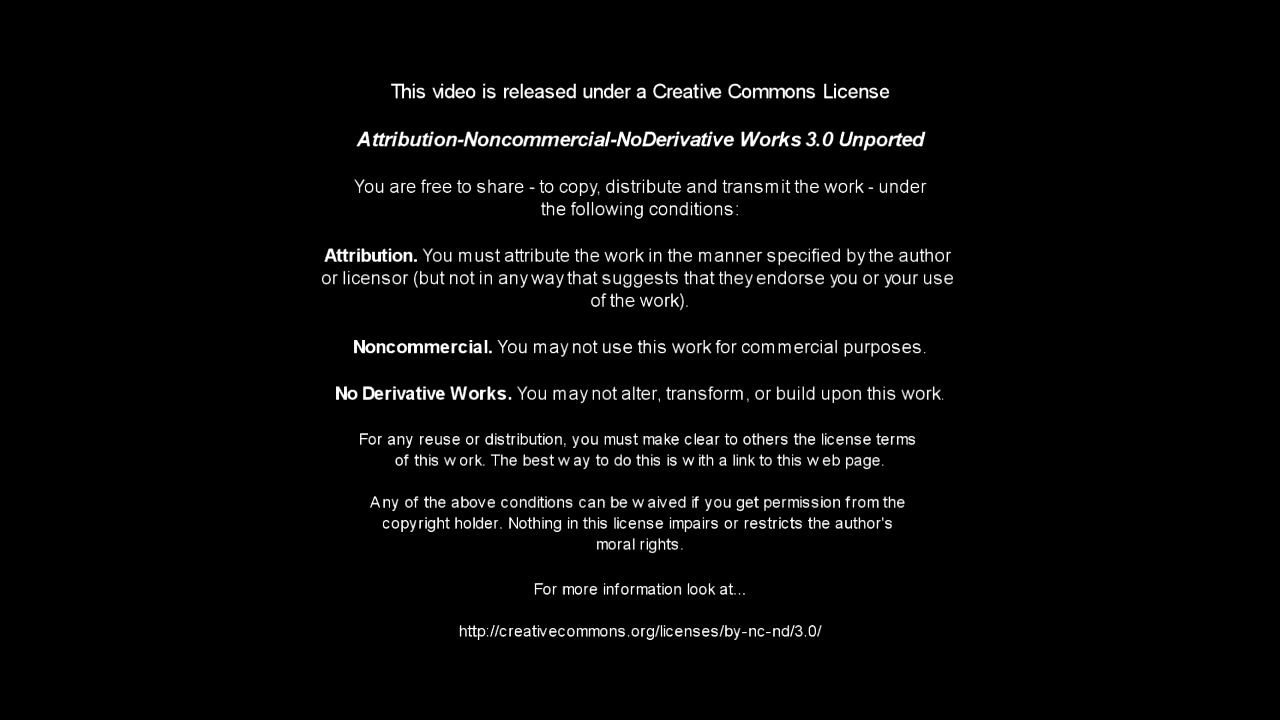 This video is released under a Creative Commons License
Attribution-Noncommercial-NoDerivative Works 3.0 Unported
You are free to share - to copy, distribute and transmit the work - under
the following conditions:
Attribution. You must attribute the work in the manner specified by the author
or licensor (but not in any way that suggests that they endorse you or your use
of the work).
Noncommercial. You may not use this work for commercial purposes.
No Derivative Works. You may not alter, transform, or build upon this work.
For any reuse or distribution, you must make clear to others the license terms
of this work. The best way to do this is with a link to this web page.
Any of the above conditions can be waived if you get permission from the
copyright holder. Nothing in this license impairs or restricts the author's
moral rights.
For more information look at...
http://creativecommons.org/licenses/by-nc-nd/3.0/